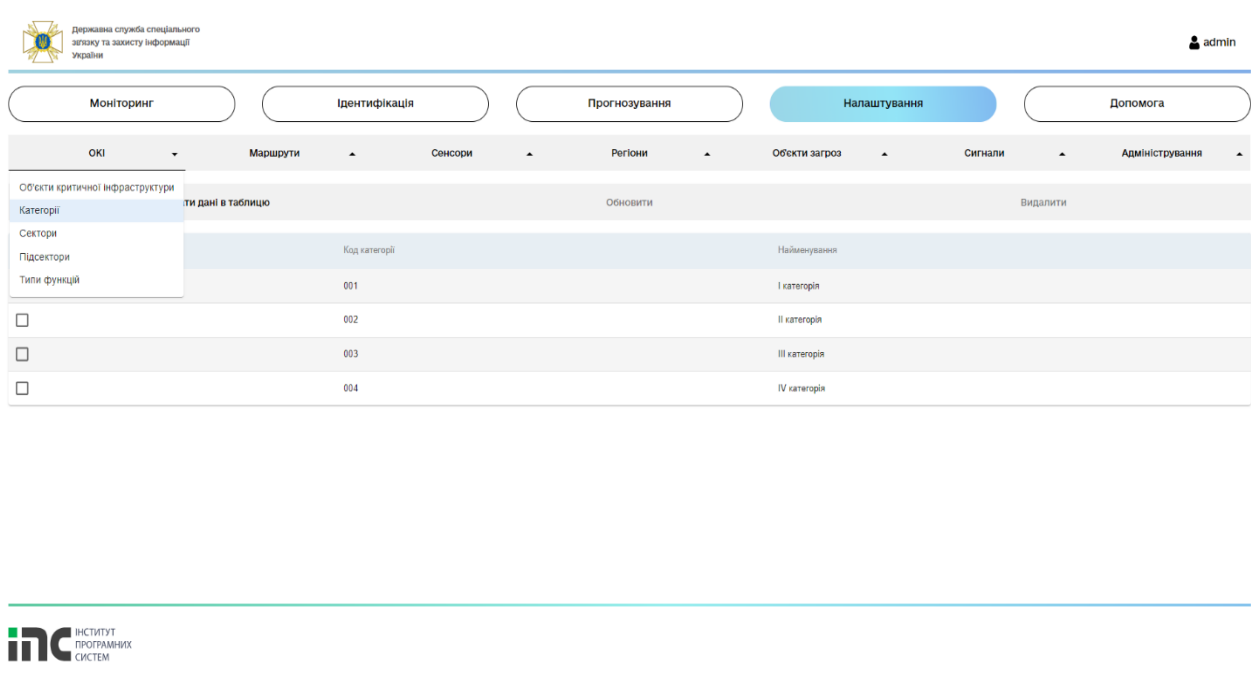 Державна служба спеціального
зв'язку та захисту інформації
України
admin
Моніторинг
Ідентифікація
Прогнозування
Налаштування
Допомога
ОКІ
Маршрути
Сенсори
Регіони
Об'єкти загроз
Сигнали
Адміністрування
Об'єкти критичної інфраструктури
Категорії
Сектори
Підсектори
Типи функцій
дані в таблицю
Обновити
Видалити
Код категорії
Найменування
001
І категорія
002
ІІ категорія
003
ІІІ категорія
004
IV категорія
іпс
ІНСТИТУТ
ПРОГРАМНИХ
СИСТЕМ